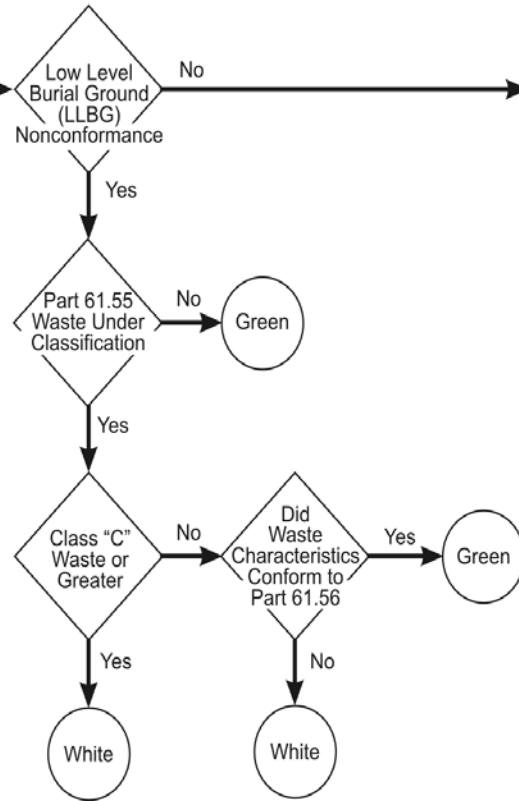 Low Level
Burial Ground
(LLBG)
Nonconformance
No
Yes
Part 61.55
Waste Under
Classification
No
Green
Yes
Class “C”
Waste or
Greater
No
Did
Waste
Characteristics
Conform to
Part 61.56
Yes
Green
Yes
No
White
White